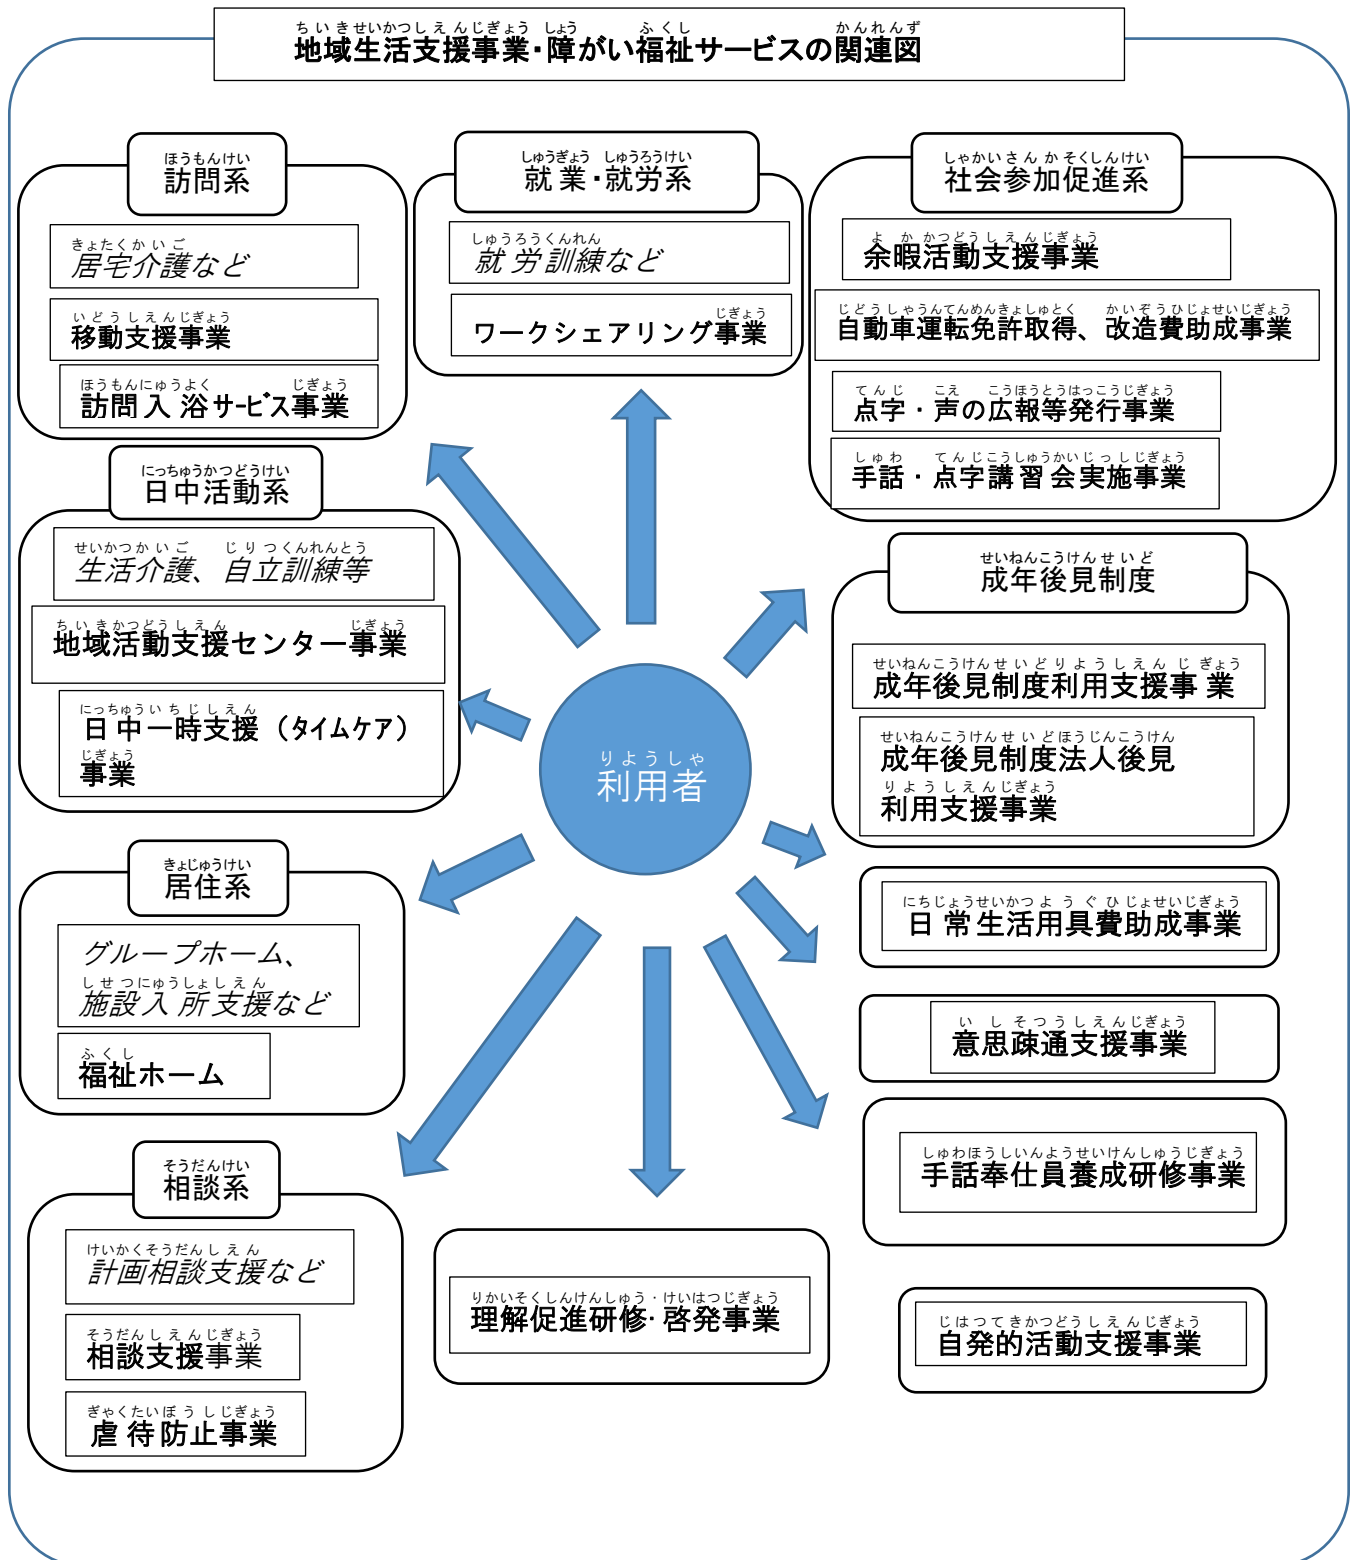 ちいきせいかつしえんじぎょう しょう ふくし かんれんず
地域生活支援事業・障がい福祉サービスの関連図
ほうもんけい
訪問系
きょたくかいご
居宅介護など
いどうしえんじぎょう
移動支援事業
ほうもんにゅうよく じぎょう
訪問入浴サービス事業
しゅうぎょう しゅうろうけい
就業・就労系
しゅうろうくんれん
就労訓練など
じぎょう
ワークシェアリング事業
しゃかいさんかそくしんけい
社会参加促進系
よかかつどうしえんじぎょう
余暇活動支援事業
じどうしゃうんてんめんきょしゅとく かいぞうひじょせいじぎょう
自動車運転免許取得、改造費助成事業
てんじ こえ こうほうとうはっこうじぎょう
点字・声の広報等発行事業
しゅわ てんじこうしゅうかいじっしじぎょう
手話・点字講習会実施事業
にっちゅうかつどうけい
日中活動系
せいかつかいご じりつくんれんとう
生活介護、自立訓練等
ちいきかつどうしえん じぎょう
地域活動支援センター事業
にっちゅういちじしえん
日中一時支援（タイムケア）
じぎょう
事業
せいねんこうけんせいど
成年後見制度
せいねんこうけんせいどりようしえんじぎょう
成年後見制度利用支援事業
せいねんこうけんせいどほうじんこうけん
成年後見制度法人後見
りようしえんじぎょう
利用支援事業
りようしゃ
利用者
きょじゅうけい
居住系
グループホーム、
しせつにゅうしょしえん
施設入所支援など
ふくし
福祉ホーム
にちじょうせいかつようぐひじょせいじぎょう
日常生活用具費助成事業
いしそつうしえんじぎょう
意思疎通支援事業
しゅわほうしいんようせいけんしゅうじぎょう
手話奉仕員養成研修事業
そうだんけい
相談系
けいかくそうだんしえん
計画相談支援など
そうだんしえんじぎょう
相談支援事業
ぎゃくたいぼうしじぎょう
虐待防止事業
りかいそくしんけんしゅう・けいはつじぎょう
理解促進研修・啓発事業
じはつてきかつどうしえんじぎょう
自発的活動支援事業